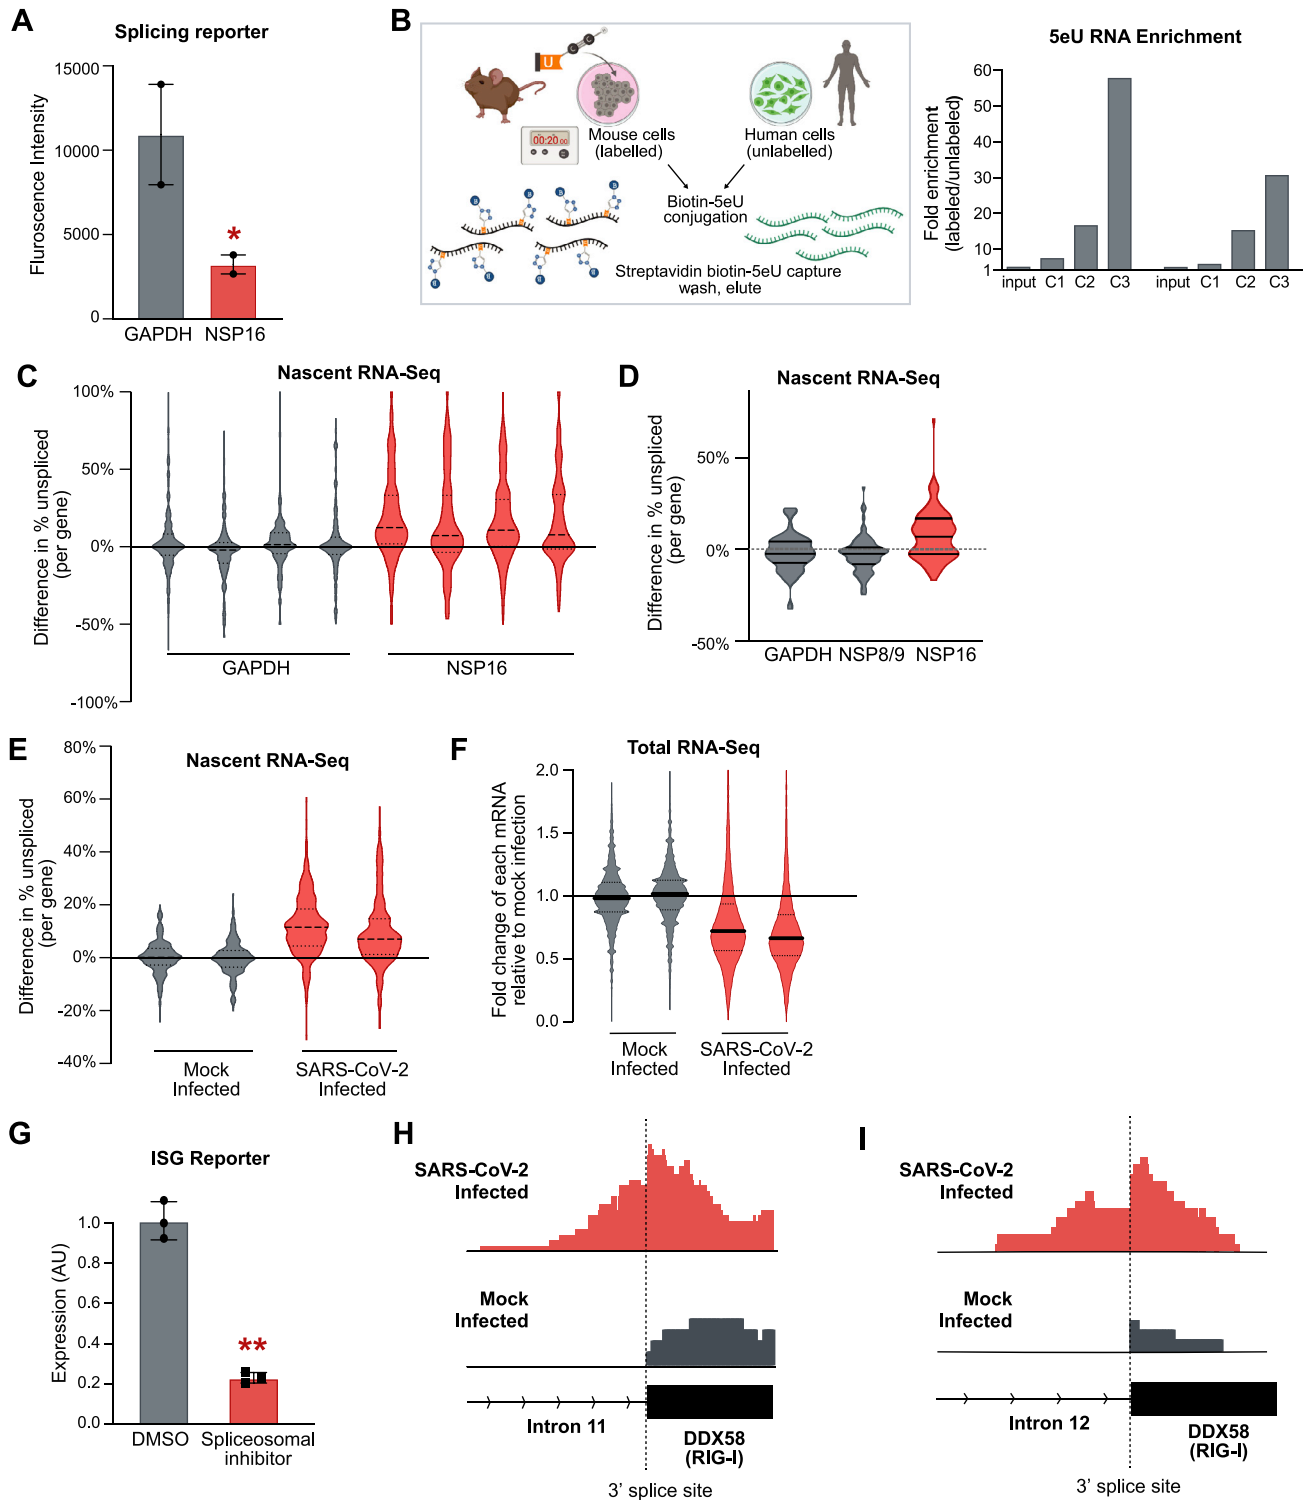 A
Splicing reporter
Fluroscence Intensity
15000
10000
5000
0
GAPDH
NSP16
*
B
U
00:20 00
Mouse cells
(labelled)
Human cells
(unlabelled)
Biotin-5eU
conjugation
B
B
B
B
B
Streptavidin biotin-5eU capture
wash, elute
5eU RNA Enrichment
Fold enrichment
(labeled/unlabeled)
60
50
40
30
20
10
1
input C1 C2 C3 input C1 C2 C3
C
Nascent RNA-Seq
Difference in % unspliced
(per gene)
100%
50%
0%
-50%
-100%
GAPDH
NSP16
D
Nascent RNA-Seq
Difference in % unspliced
(per gene)
50%
0%
-50%
GAPDH NSP8/9 NSP16
E
Nascent RNA-Seq
Difference in % unspliced
(per gene)
80%
60%
40%
20%
0%
-20%
-40%
Mock
Infected
SARS-CoV-2
Infected
F
Total RNA-Seq
Fold change of each mRNA
relative to mock infection
2.0
1.5
1.0
0.5
0.0
Mock
Infected
SARS-CoV-2
Infected
G
ISG Reporter
Expression (AU)
1.0
0.8
0.6
0.4
0.2
0.0
**
DMSO
Spliceosomal
inhibitor
H
SARS-CoV-2
Infected
Mock
Infected
Intron 11
DDX58
(RIG-I)
3’ splice site
I
SARS-CoV-2
Infected
Mock
Infected
Intron 12
DDX58
(RIG-I)
3’ splice site